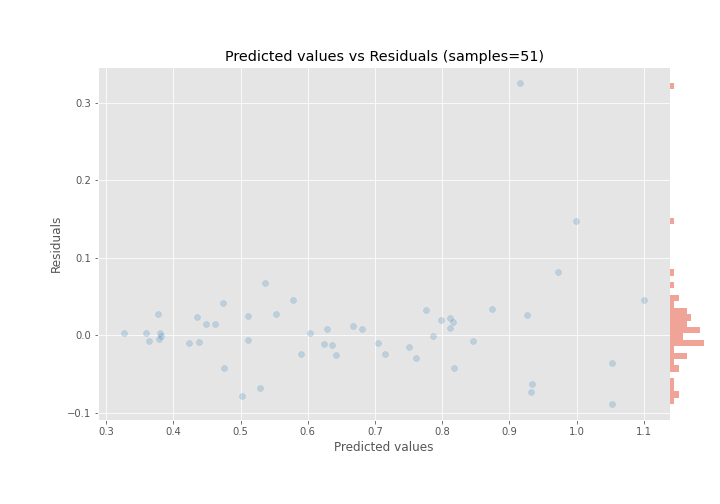 Predicted values vs Residuals (samples=51)
0.3
0.2
0.1
0.0
−0.1
Residuals
0.3 0.4 0.5 0.6 0.7 0.8 0.9 1.0 1.1
Predicted values